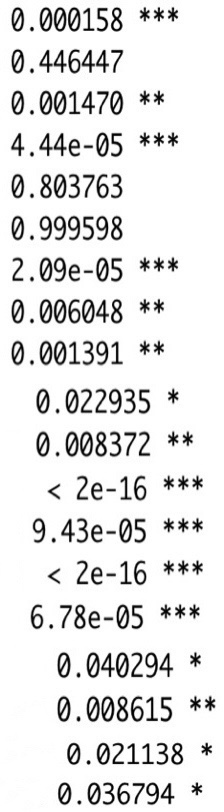 0.000158 ***
0.446447
0.001470 **
4.44e-05 ***
0.803763
0.999598
2.09e-05 ***
0.006048 **
0.001391 **
0.022935 *
0.008372 **
< 2e-16 ***
9.43e-05 ***
< 2e-16 ***
6.78e-05 ***
0.040294 *
0.008615 **
0.021138 *
0.036794 *